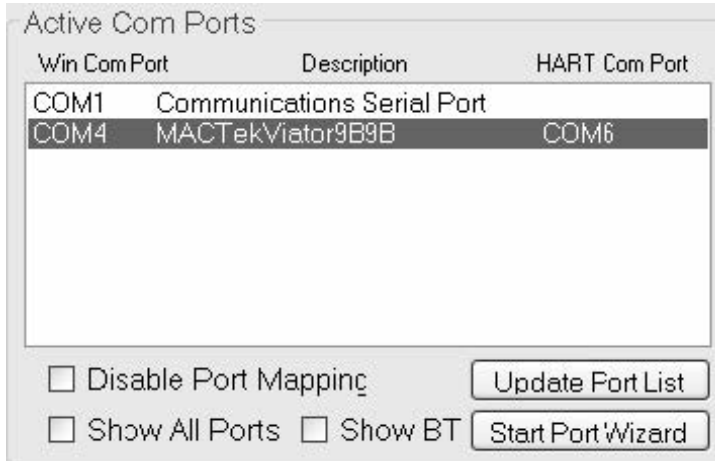 Active Com Ports
Win Com Port Description HART Com Port
COM1 Communications Serial Port
COM4 MACTekViator9B9B COM6
Disable Port Mapping Update Port List
Show All Ports Show BT Start Port Wizard